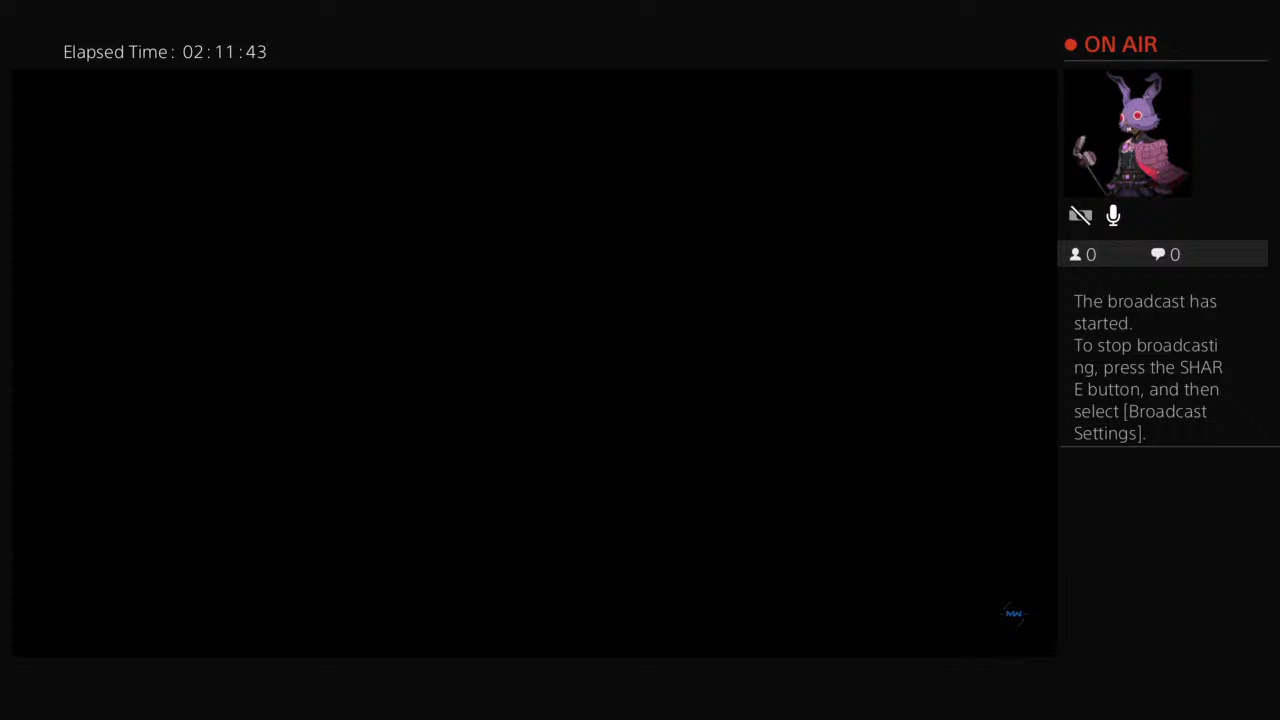 Elapsed Time: 02:11:43
ON AIR
0
0
The broadcast has
started.
To stop broadcasti
ng, press the SHAR
E button, and then
select [Broadcast
Settings].
MW